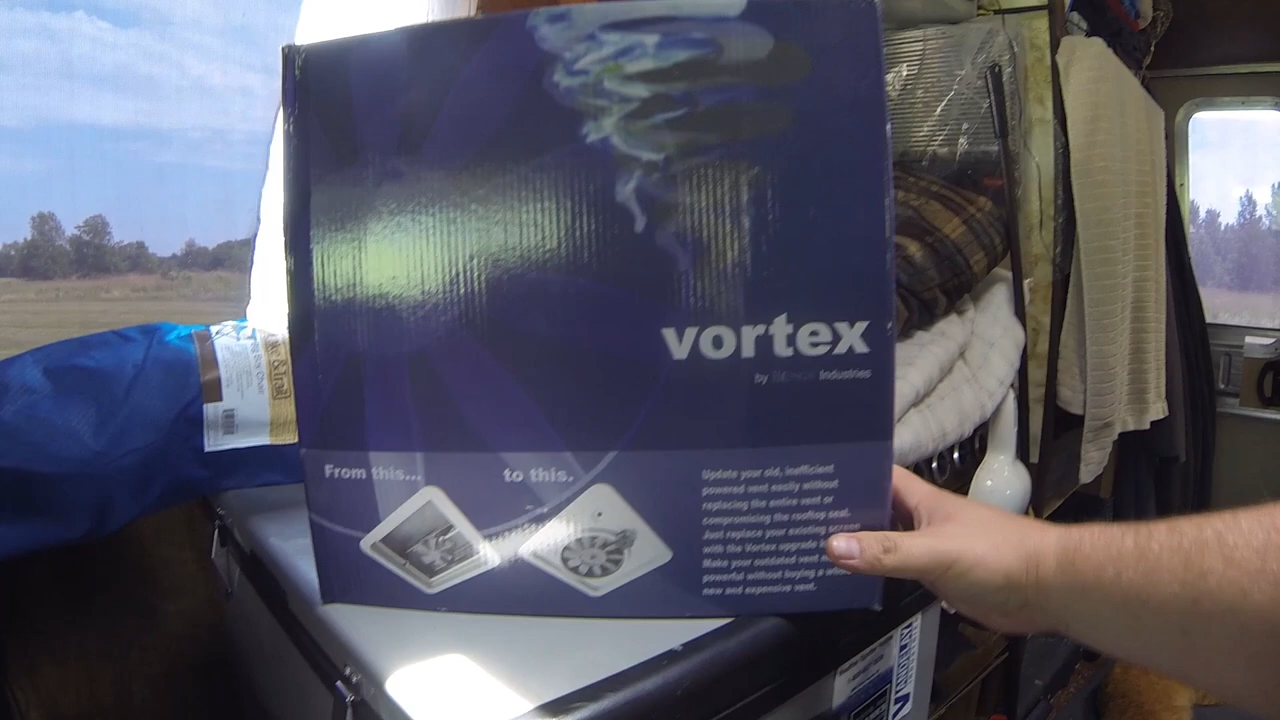 vortex
by Industries
From this...
to this.
Update your old, inefficient
powered vent easily without
replacing the entire vent or
compromising the rooftop seal.
Just replace your existing screen
with the Vortex upgrade
Make your outdated vent
powerful without buying a
new and expensive vent.
& Trail
Chair